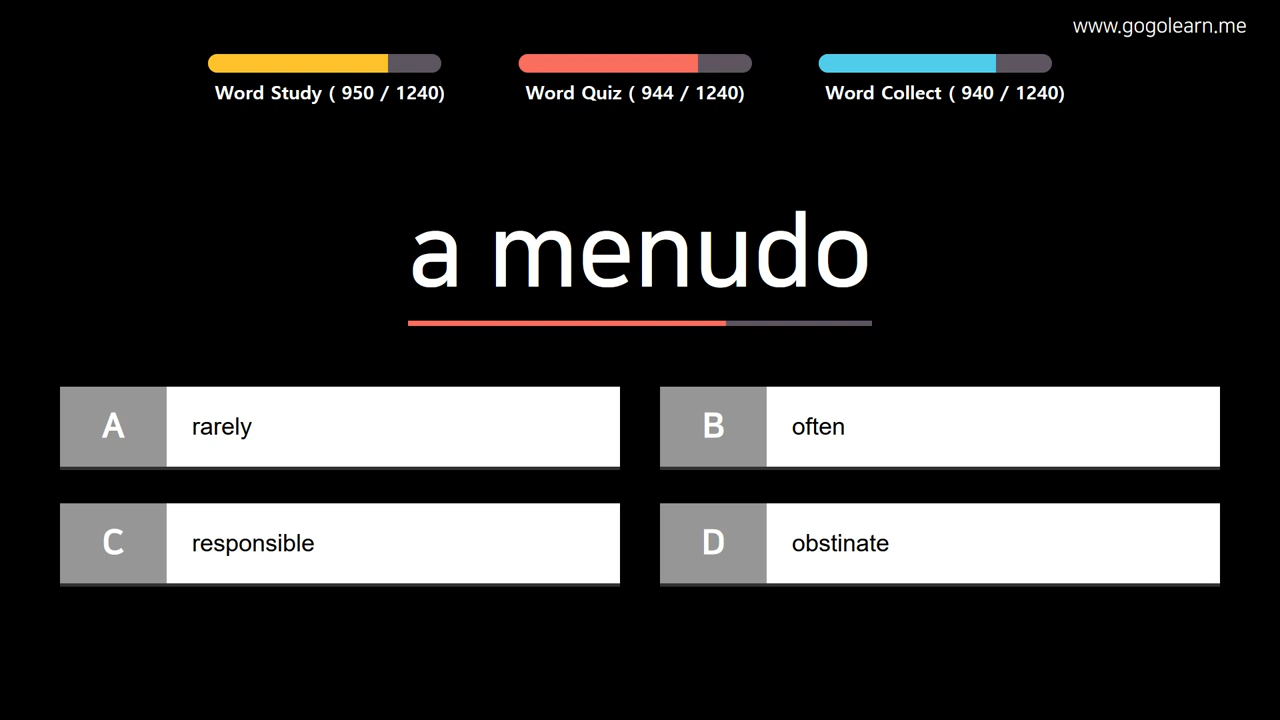 www.gogolearn.me
Word Study ( 950 / 1240)
Word Quiz ( 944 / 1240)
Word Collect ( 940 / 1240)
a menudo
A rarely
B often
C responsible
D obstinate